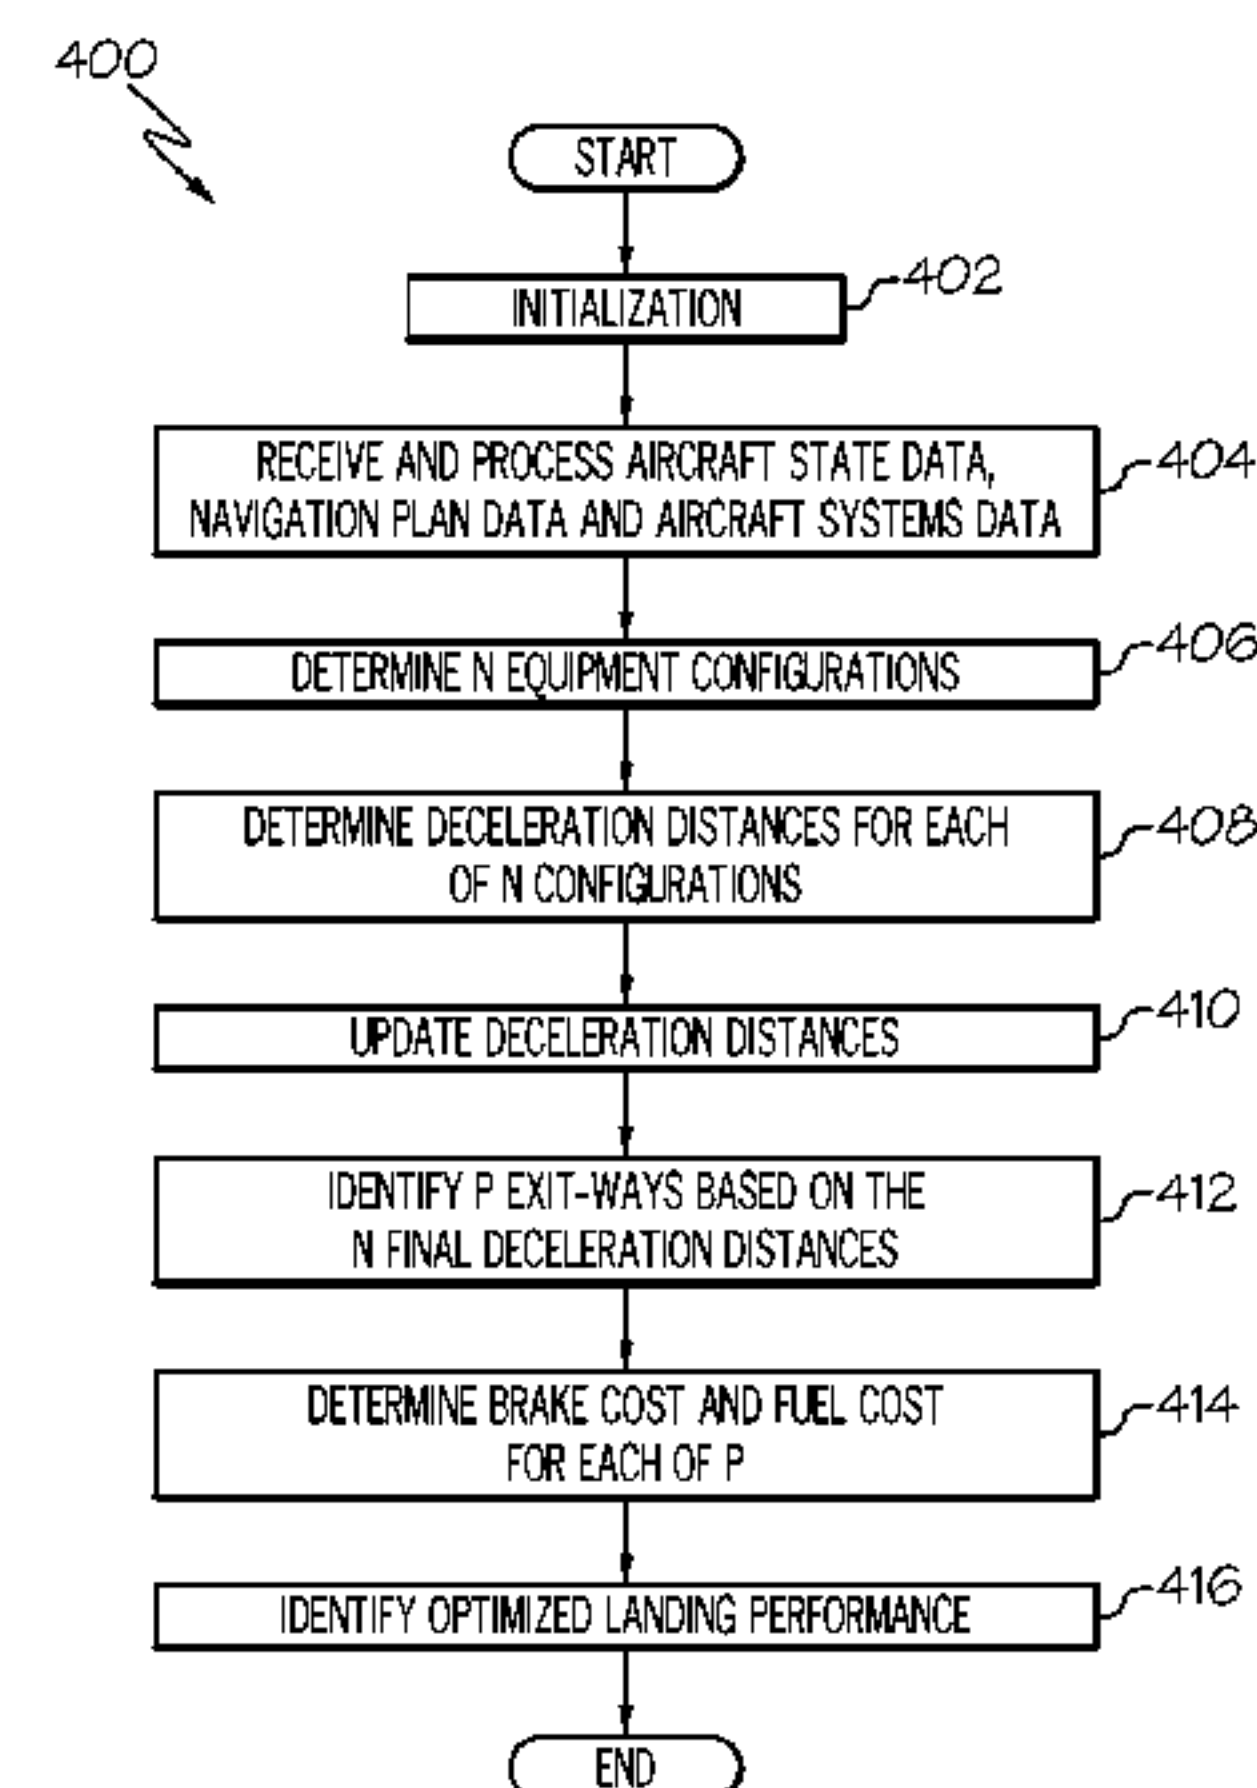 400
START
INITIALIZATION
402
RECEIVE AND PROCESS AIRCRAFT STATE DATA,
NAVIGATION PLAN DATA AND AIRCRAFT SYSTEMS DATA
404
DETERMINE N EQUIPMENT CONFIGURATIONS
406
DETERMINE DECELERATION DISTANCES FOR EACH
OF N CONFIGURATIONS
408
UPDATE DECELERATION DISTANCES
410
IDENTIFY P EXIT-WAYS BASED ON THE
N FINAL DECELERATION DISTANCES
412
DETERMINE BRAKE COST AND FUEL COST
FOR EACH OF P
414
IDENTIFY OPTIMIZED LANDING PERFORMANCE
416
END